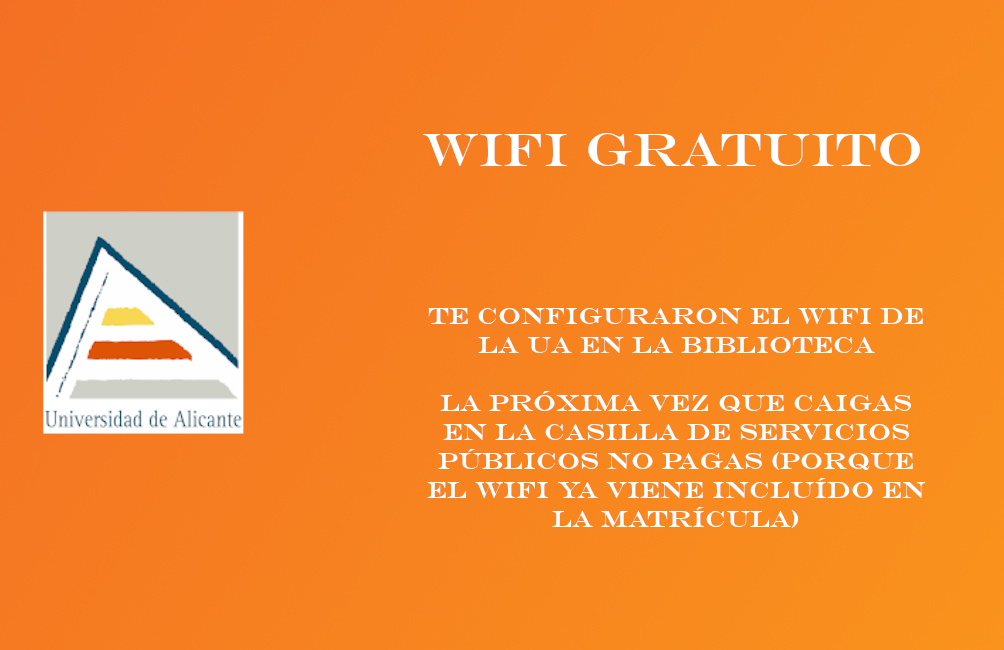 WIFI GRATUITO
TE CONFIGURARON EL WIFI DE
LA UA EN LA BIBLIOTECA
LA PRÓXIMA VEZ QUE CAIGAS
EN LA CASILLA DE SERVICIOS
PÚBLICOS NO PAGAS (PORQUE
EL WIFI YA VIENE INCLUÍDO EN
LA MATRÍCULA)
Universidad de Alicante